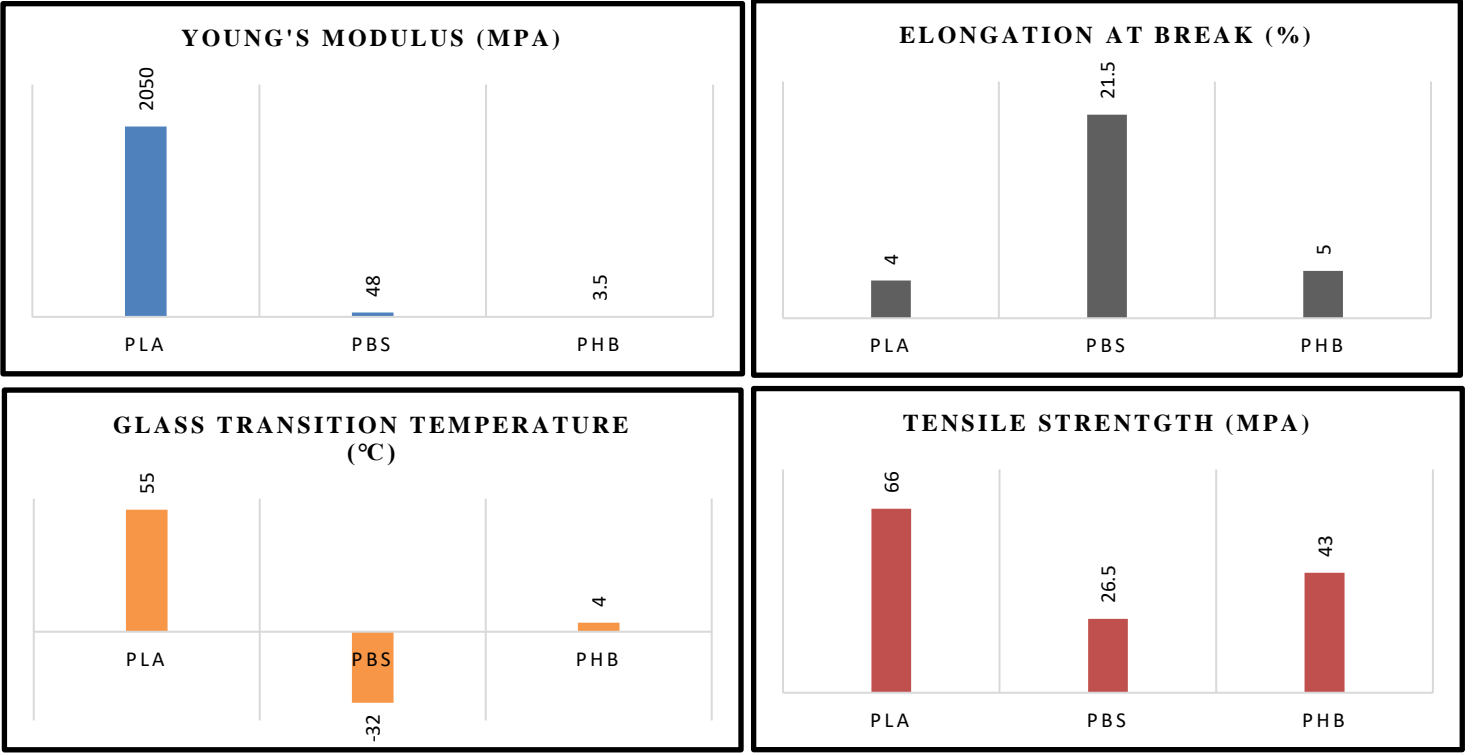 YOUNG'S MODULUS (MPA)
2050
48
3.5
PLA PBS PHB
ELONGATION AT BREAK (%)
4
21.5
5
PLA PBS PHB
GLASS TRANSITION TEMPERATURE
(℃)
55
-32
4
PLA PBS PHB
TENSILE STRENTGTH (MPA)
66
26.5
43
PLA PBS PHB